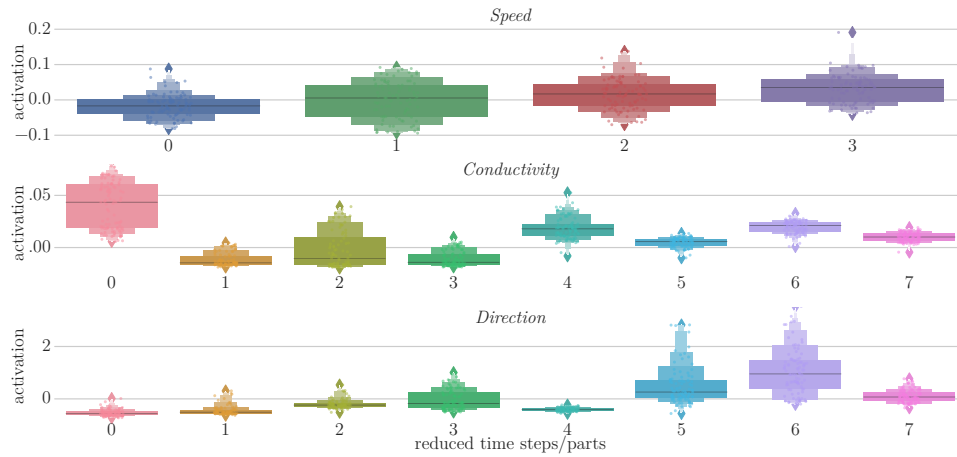 Speed
0.2
0.1
0.0
−0.1
activation
0 1 2 3
Conductivity
.05
.00
activation
0 1 2 3 4 5 6 7
Direction
2
0
activation
0 1 2 3 4 5 6 7
reduced time steps/parts